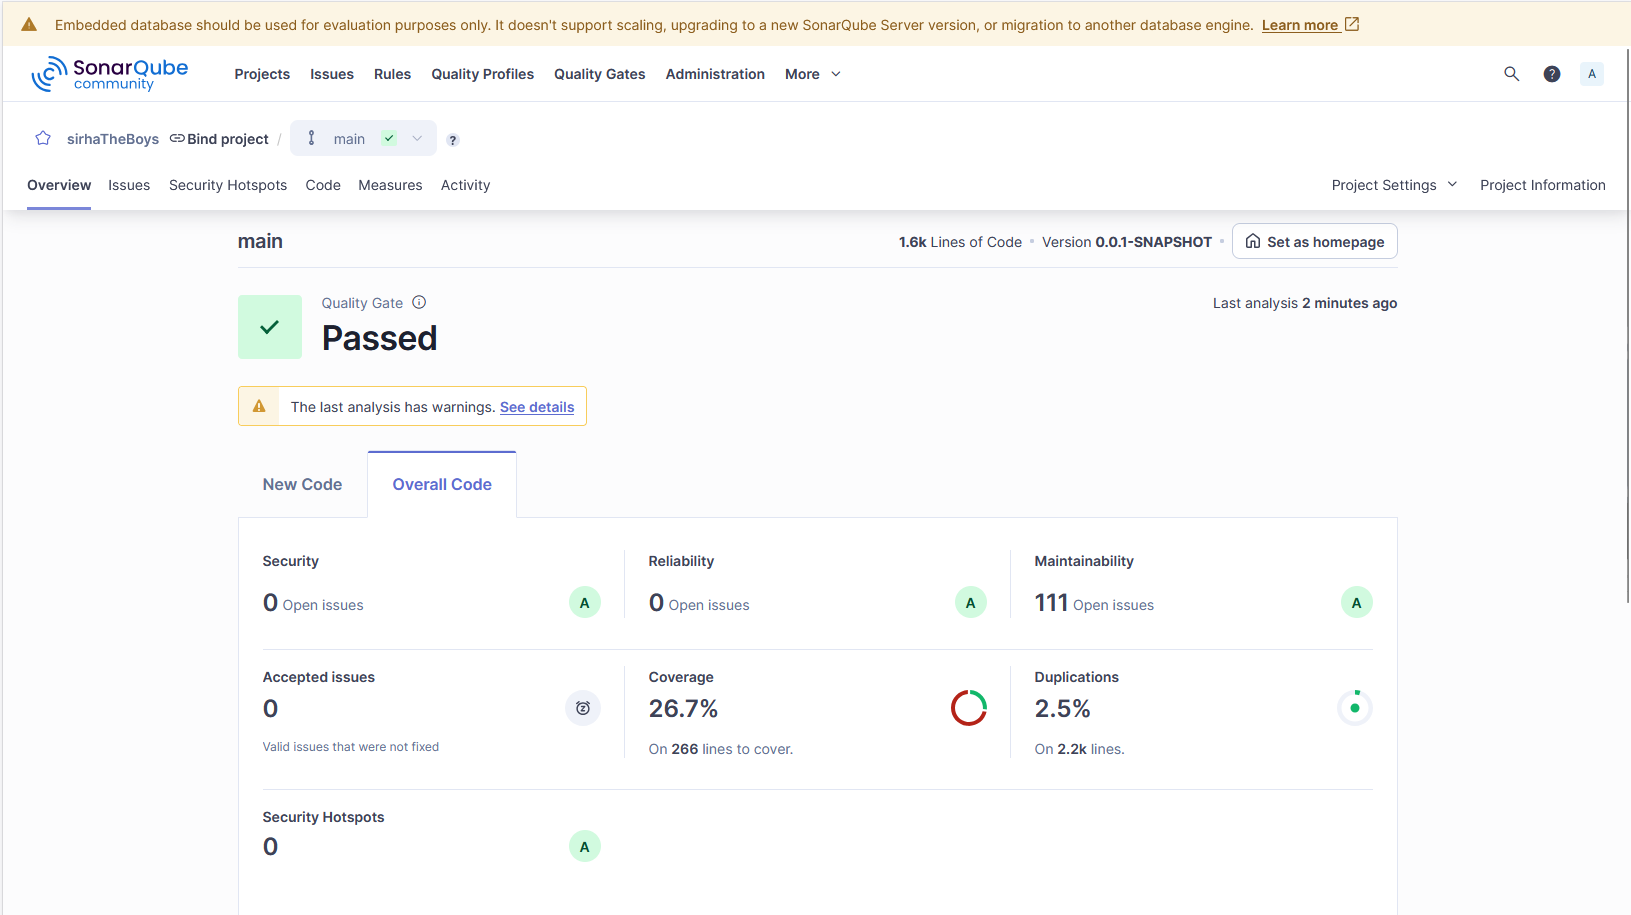 Embedded database should be used for evaluation purposes only. It doesn't support scaling, upgrading to a new SonarQube Server version, or migration to another database engine. Learn more
SonarQube community
Projects Issues Rules Quality Profiles Quality Gates Administration More
? A
sirhaTheBoys Bind project / main ?
Overview Issues Security Hotspots Code Measures Activity Project Settings Project Information
main 1.6k Lines of Code • Version 0.0.1-SNAPSHOT • Set as homepage
Quality Gate
Last analysis 2 minutes ago
Passed
The last analysis has warnings. See details
New Code Overall Code
Security Reliability Maintainability
0 Open issues A 0 Open issues A 111 Open issues A
Accepted issues Coverage Duplications
0 26.7% 2.5%
Valid issues that were not fixed On 266 lines to cover. On 2.2k lines.
Security Hotspots
0 A